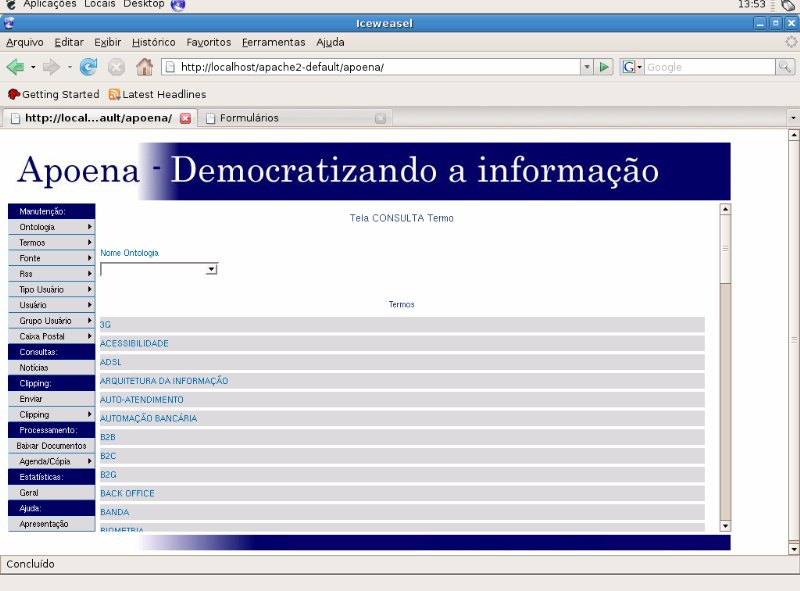 Aplicações Locais Desktop 13:53
Iceweasel
Arquivo Editar Exibir Histórico Favoritos Ferramentas Ajuda
http://localhost/apache2-default/apoena/ G Google
Getting Started Latest Headlines
http://local...ault/apoena/ Formulários
Apoena - Democratizando a informação
Manutenção:
Ontologia
Termos
Fonte
Rss
Tipo Usuário
Usuário
Grupo Usuário
Caixa Postal
Consultas:
Notícias
Clipping:
Enviar
Clipping
Processamento:
Baixar Documentos
Agenda/Cópia
Estatísticas:
Geral
Ajuda:
Apresentação
Tela CONSULTA Termo
Nome Ontologia
Termos
3G
ACESSIBILIDADE
ADSL
ARQUITETURA DA INFORMAÇÃO
AUTO-ATENDIMENTO
AUTOMAÇÃO BANCÁRIA
B2B
B2C
B2G
BACK OFFICE
BANDA
BIOMETRIA
Concluído